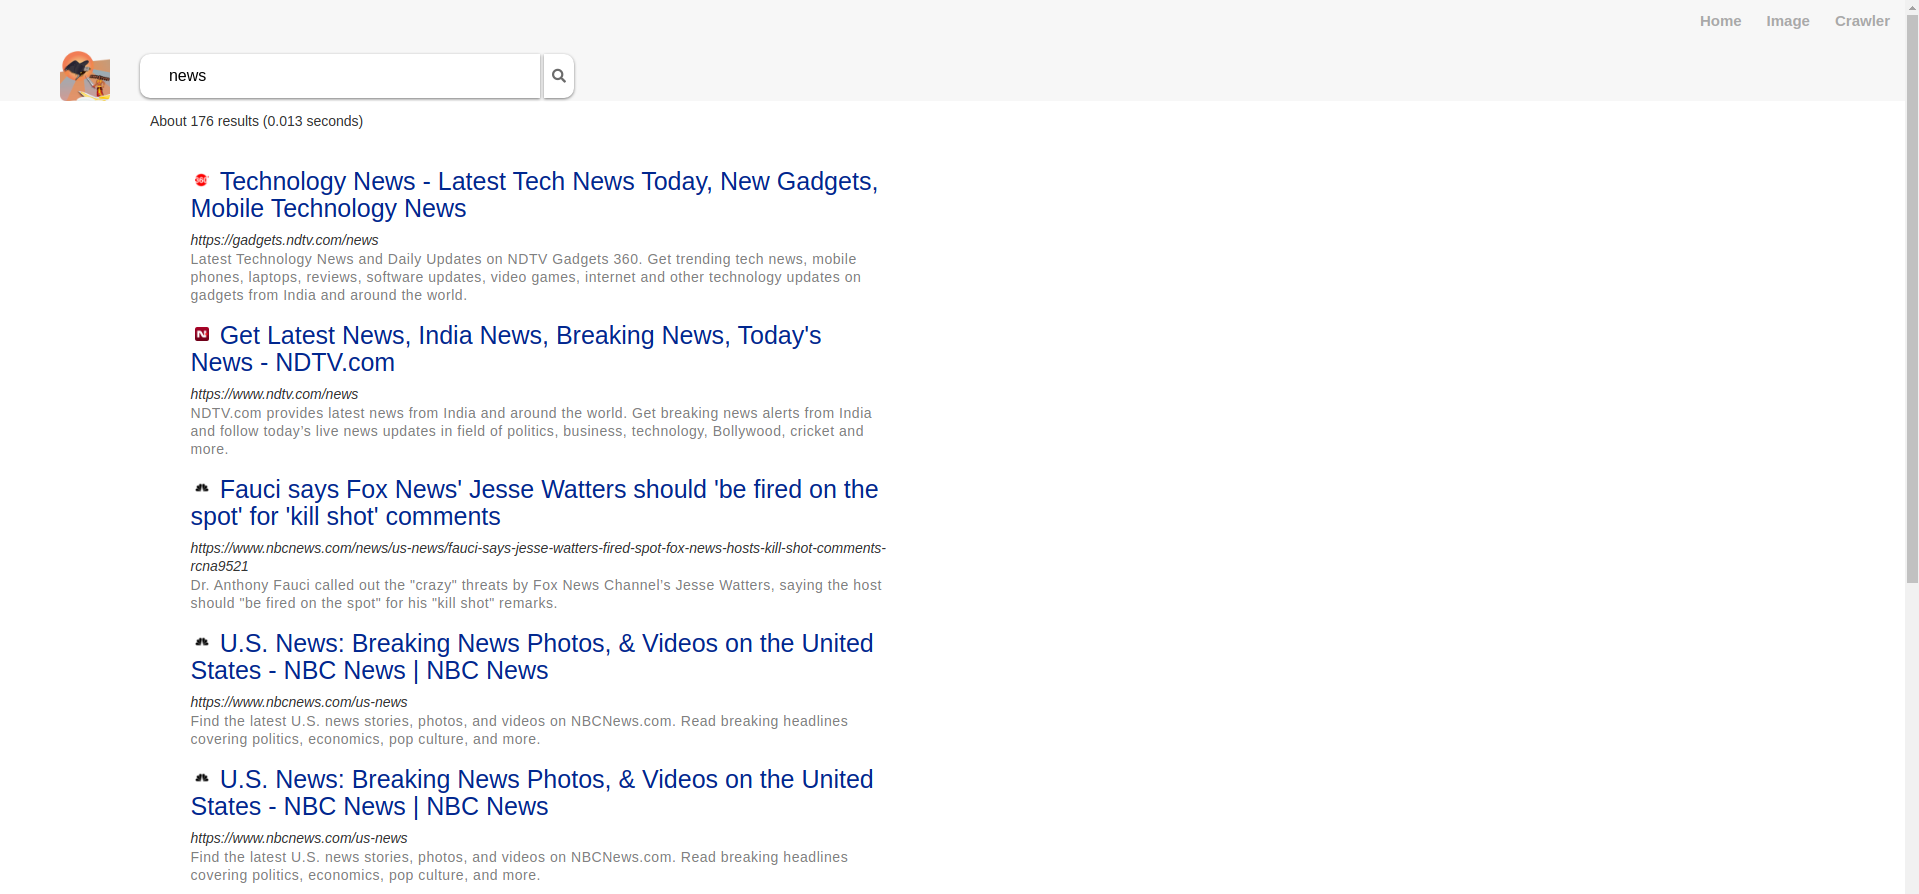 Home Image Crawler
news
About 176 results (0.013 seconds)
360 Technology News - Latest Tech News Today, New Gadgets,
Mobile Technology News
https://gadgets.ndtv.com/news
Latest Technology News and Daily Updates on NDTV Gadgets 360. Get trending tech news, mobile
phones, laptops, reviews, software updates, video games, internet and other technology updates on
gadgets from India and around the world.
N Get Latest News, India News, Breaking News, Today's
News - NDTV.com
https://www.ndtv.com/news
NDTV.com provides latest news from India and around the world. Get breaking news alerts from India
and follow today's live news updates in field of politics, business, technology, Bollywood, cricket and
more.
Fauci says Fox News' Jesse Watters should 'be fired on the
spot' for 'kill shot' comments
https://www.nbcnews.com/news/us-news/fauci-says-jesse-watters-fired-spot-fox-news-hosts-kill-shot-comments-
rcna9521
Dr. Anthony Fauci called out the "crazy" threats by Fox News Channel's Jesse Watters, saying the host
should "be fired on the spot" for his "kill shot" remarks.
U.S. News: Breaking News Photos, & Videos on the United
States - NBC News | NBC News
https://www.nbcnews.com/us-news
Find the latest U.S. news stories, photos, and videos on NBCNews.com. Read breaking headlines
covering politics, economics, pop culture, and more.
U.S. News: Breaking News Photos, & Videos on the United
States - NBC News | NBC News
https://www.nbcnews.com/us-news
Find the latest U.S. news stories, photos, and videos on NBCNews.com. Read breaking headlines
covering politics, economics, pop culture, and more.